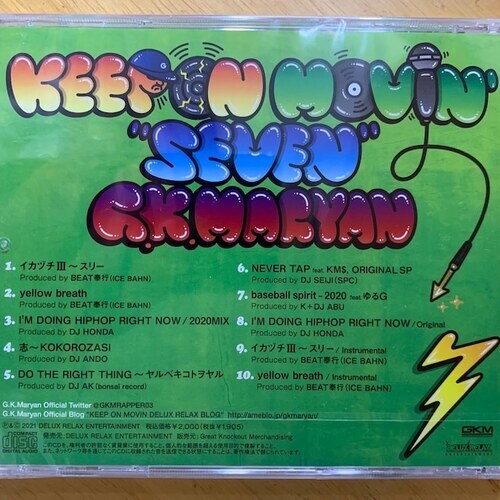 KEEP ON MOVIN'
"SEVEN"
G.K.MARYAN
1. イカヅチⅢ〜スリー
Produced by BEAT奉行(ICE BAHN)
2. yellow breath
Produced by BEAT奉行(ICE BAHN)
3. I'M DOING HIPHOP RIGHT NOW / 2020MIX
Produced by DJ HONDA
4. 志〜KOKOROZASI
Produced by DJ ANDO
5. DO THE RIGHT THING〜ヤルベキコトヲヤル
Produced by DJ AK(bonsai record)
6. NEVER TAP feat. KM$, ORIGINAL SP
Produced by DJ SEIJI(SPC)
7. baseball spirit – 2020 feat ゆるG
Produced by K+DJ ABU
8. I'M DOING HIPHOP RIGHT NOW / Original
Produced by DJ HONDA
9. イカヅチⅢ〜スリー / Instrumental
Produced by BEAT奉行(ICE BAHN)
10. yellow breath / Instrumental
Produced by BEAT奉行(ICE BAHN)
G.K.Maryan Official Twitter @GKMRAPPER03
G.K.Maryan Official Blog "KEEP ON MOVIN DELUX RELAX BLOG" http://ameblo.jp/gkmaryan/
℗&© 2021 DELUX RELAX ENTERTAINMENT 税込価格￥2,000(税抜￥1,905)
発売元: DELUX RELAX ENTERTAINMENT 販売元: Great Knockout Merchandising
COMPACT
disc
DIGITAL AUDIO
GKM